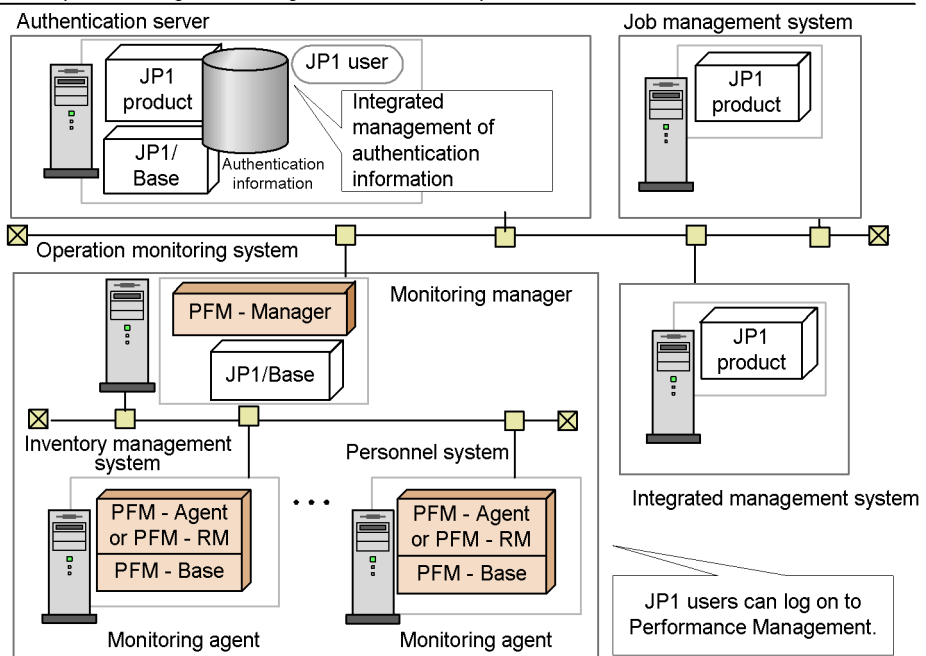 Authentication server
Job management system
JP1
product
JP1/
Base
Authentication
information
JP1 user
Integrated
management of
authentication
information
JP1
product
Operation monitoring system
Monitoring manager
PFM - Manager
JP1/Base
JP1
product
Inventory management
system
Personnel system
Integrated management system
PFM - Agent
or PFM - RM
PFM - Base
PFM - Agent
or PFM - RM
PFM - Base
Monitoring agent
Monitoring agent
JP1 users can log on to
Performance Management.